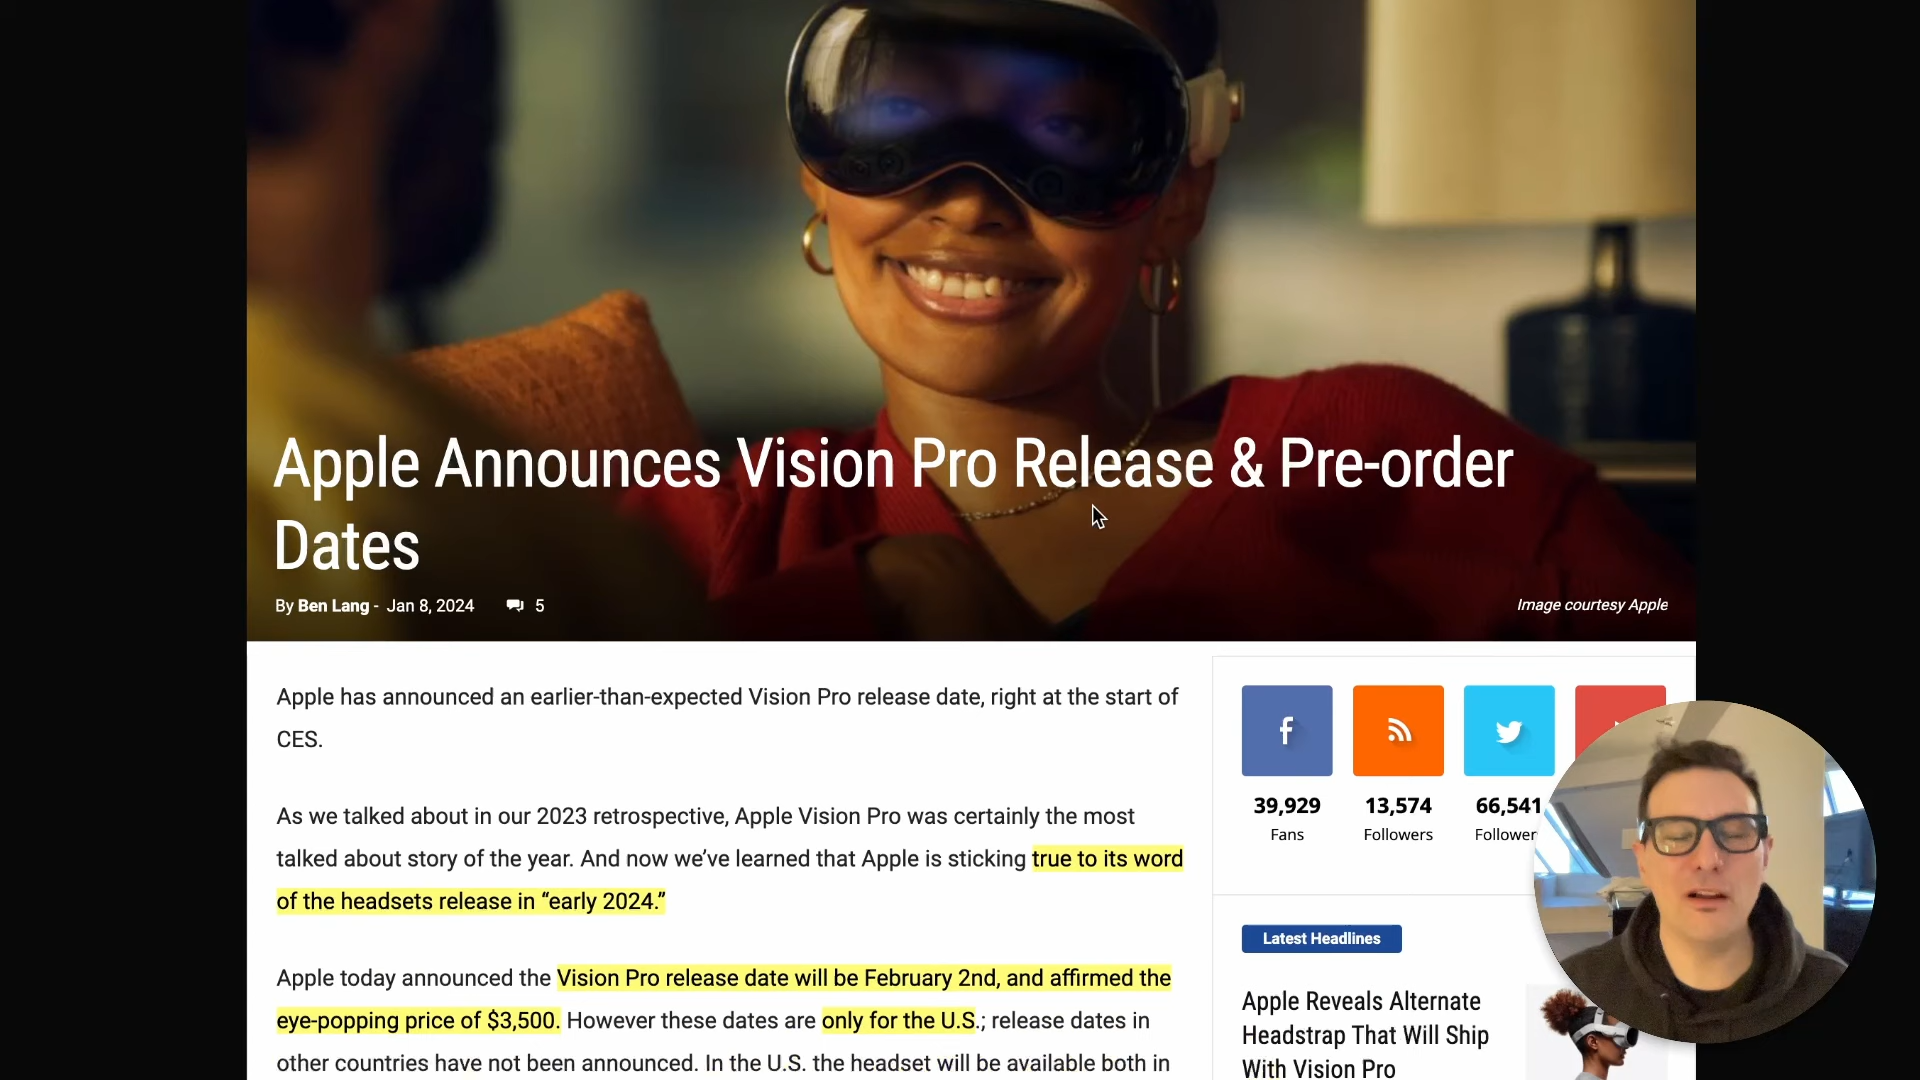 Apple Announces Vision Pro Release & Pre-order
Dates
By Ben Lang - Jan 8, 2024 5
Image courtesy Apple
Apple has announced an earlier-than-expected Vision Pro release date, right at the start of
CES.
As we talked about in our 2023 retrospective, Apple Vision Pro was certainly the most
talked about story of the year. And now we’ve learned that Apple is sticking true to its word
of the headsets release in “early 2024.”
Apple today announced the Vision Pro release date will be February 2nd, and affirmed the
eye-popping price of $3,500. However these dates are only for the U.S.; release dates in
other countries have not been announced. In the U.S. the headset will be available both in
39,929
Fans
13,574
Followers
66,541
Follower
Latest Headlines
Apple Reveals Alternate
Headstrap That Will Ship
With Vision Pro